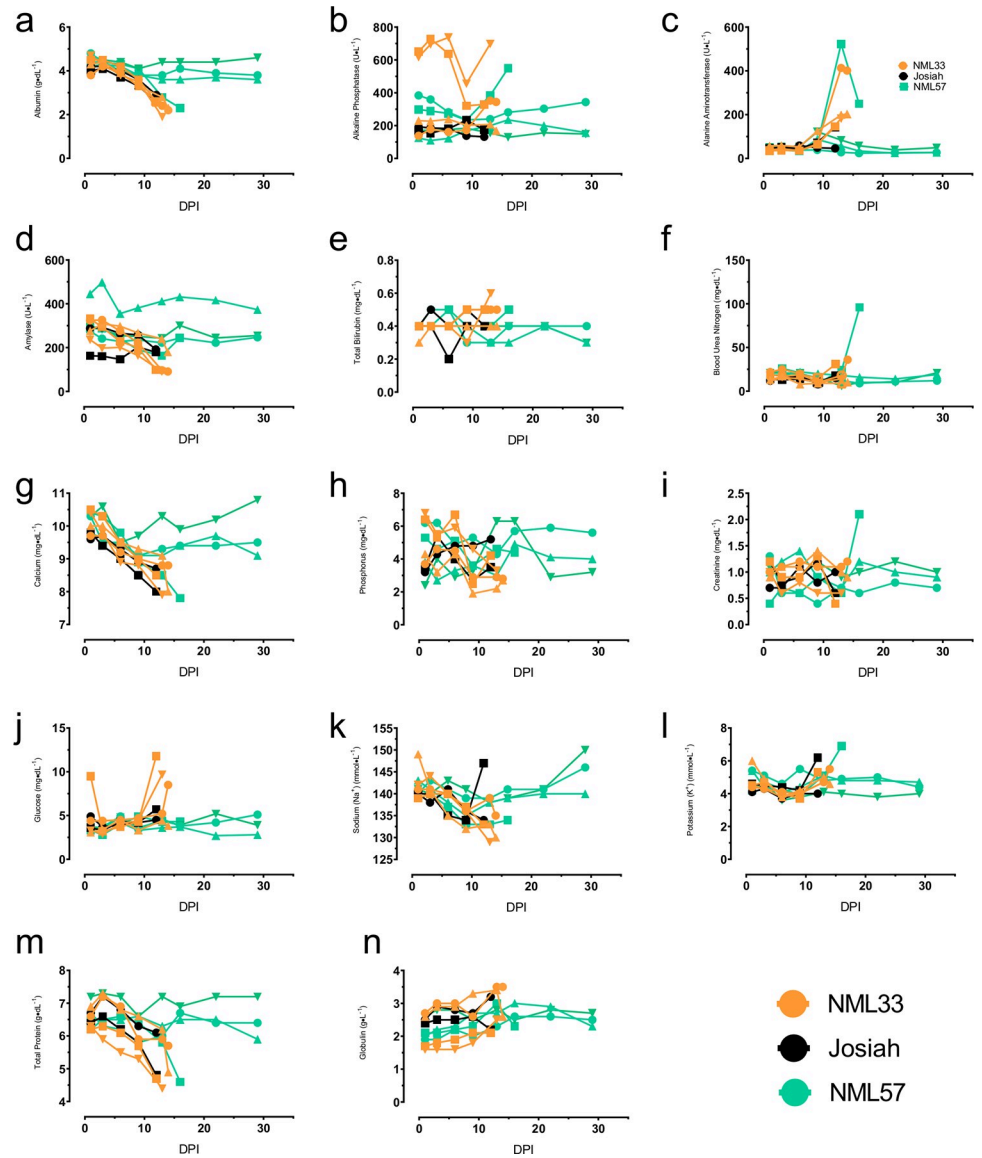 a
b
c
Albumin (g•dL⁻¹)
6
4
2
0
0 10 20 30
DPI
Alkaline Phosphatase (U•L⁻¹)
800
600
400
200
0
0 10 20 30
DPI
Alanine Aminotransferase (U•L⁻¹)
600
400
200
0
0 10 20 30
DPI
NML33
Josiah
NML57
d
e
f
Amylase (U•L⁻¹)
600
400
200
0
0 10 20 30
DPI
Total Bilirubin (mg•dL⁻¹)
0.8
0.6
0.4
0.2
0.0
0 10 20 30
DPI
Blood Urea Nitrogen (mg•dL⁻¹)
150
100
50
0
0 10 20 30
DPI
g
h
i
Calcium (mg•dL⁻¹)
11
10
9
8
7
0 10 20 30
DPI
Phosphorus (mg•dL⁻¹)
8
6
4
2
0
0 10 20 30
DPI
Creatinine (mg•dL⁻¹)
2.5
2.0
1.5
1.0
0.5
0.0
0 10 20 30
DPI
j
k
l
Glucose (mg•dL⁻¹)
15
10
5
0
0 10 20 30
DPI
Sodium (Na⁺) (mmol•L⁻¹)
155
150
145
140
135
130
125
0 10 20 30
DPI
Potassium (K⁺) (mmol•L⁻¹)
8
6
4
2
0
0 10 20 30
DPI
m
n
Total Protein (g•dL⁻¹)
8
7
6
5
4
0 10 20 30
DPI
Globulin (g•L⁻¹)
4
3
2
1
0
0 10 20 30
DPI
NML33
Josiah
NML57